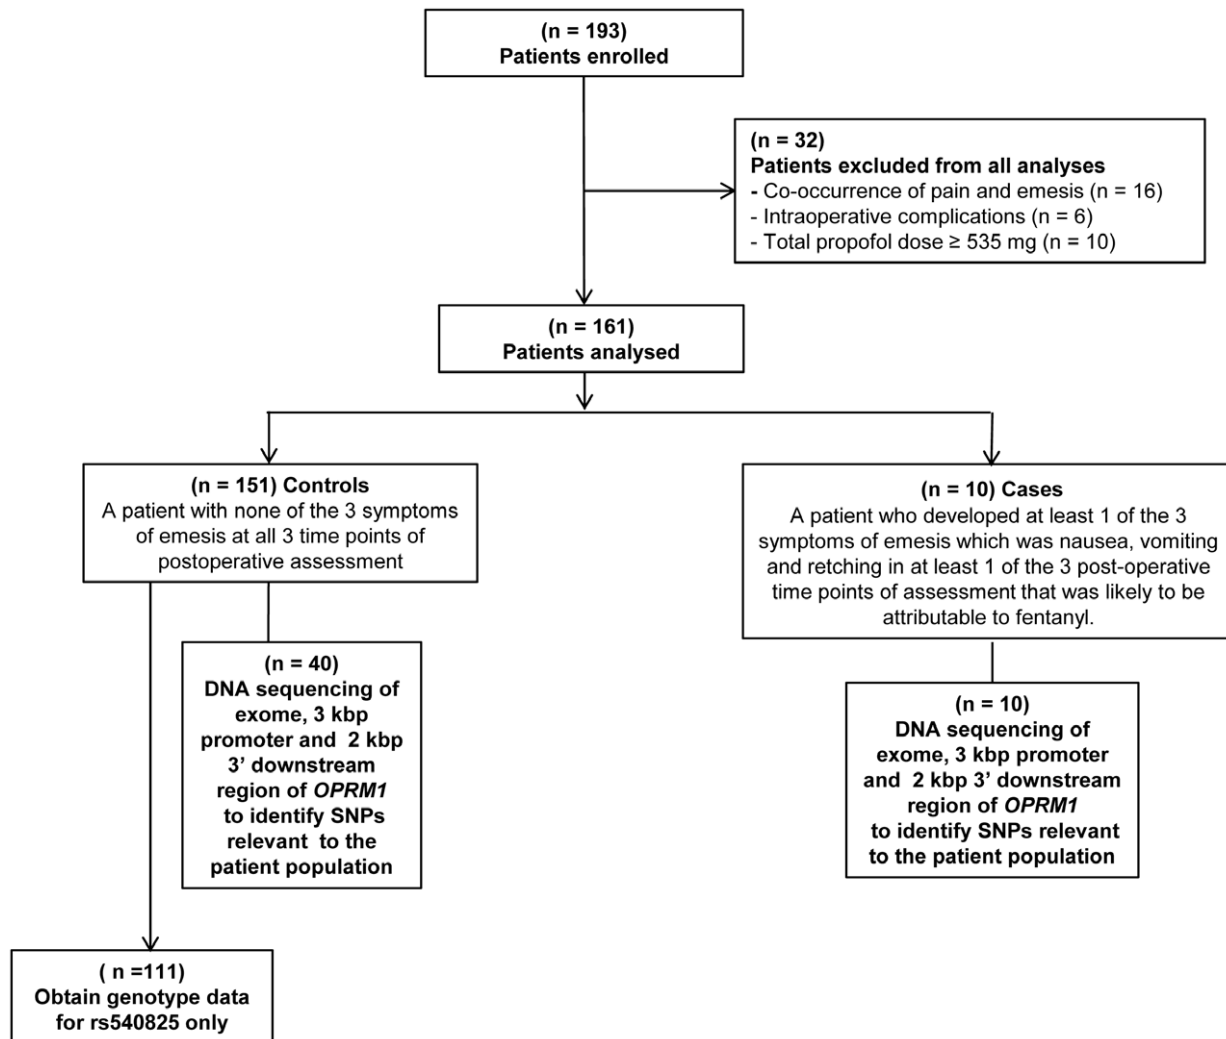 (n = 193)
Patients enrolled
(n = 32)
Patients excluded from all analyses
- Co-occurrence of pain and emesis (n = 16)
- Intraoperative complications (n = 6)
- Total propofol dose ≥ 535 mg (n = 10)
(n = 161)
Patients analysed
(n = 151) Controls
A patient with none of the 3 symptoms
of emesis at all 3 time points of
postoperative assessment
(n = 10) Cases
A patient who developed at least 1 of the 3
symptoms of emesis which was nausea, vomiting
and retching in at least 1 of the 3 post-operative
time points of assessment that was likely to be
attributable to fentanyl.
(n = 40)
DNA sequencing of
exome, 3 kbp
promoter and 2 kbp
3’ downstream
region of OPRM1
to identify SNPs
relevant to the
patient population
(n = 10)
DNA sequencing of
exome, 3 kbp promoter
and 2 kbp 3’ downstream
region of OPRM1
to identify SNPs relevant
to the patient population
( n =111)
Obtain genotype data
for rs540825 only